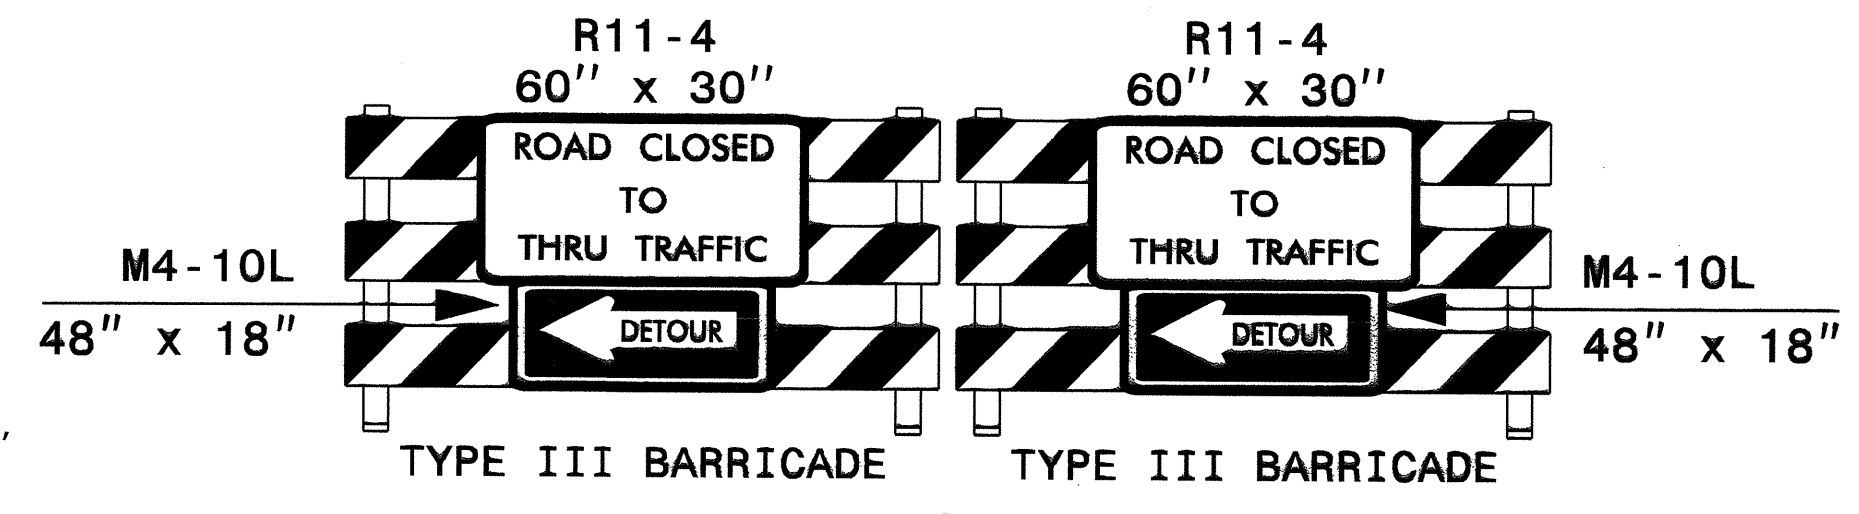 R11-4
60" x 30"
ROAD CLOSED
TO
THRU TRAFFIC
M4-10L
48" x 18"
DETOUR
TYPE III BARRICADE
R11-4
60" x 30"
ROAD CLOSED
TO
THRU TRAFFIC
DETOUR
M4-10L
48" x 18"
TYPE III BARRICADE